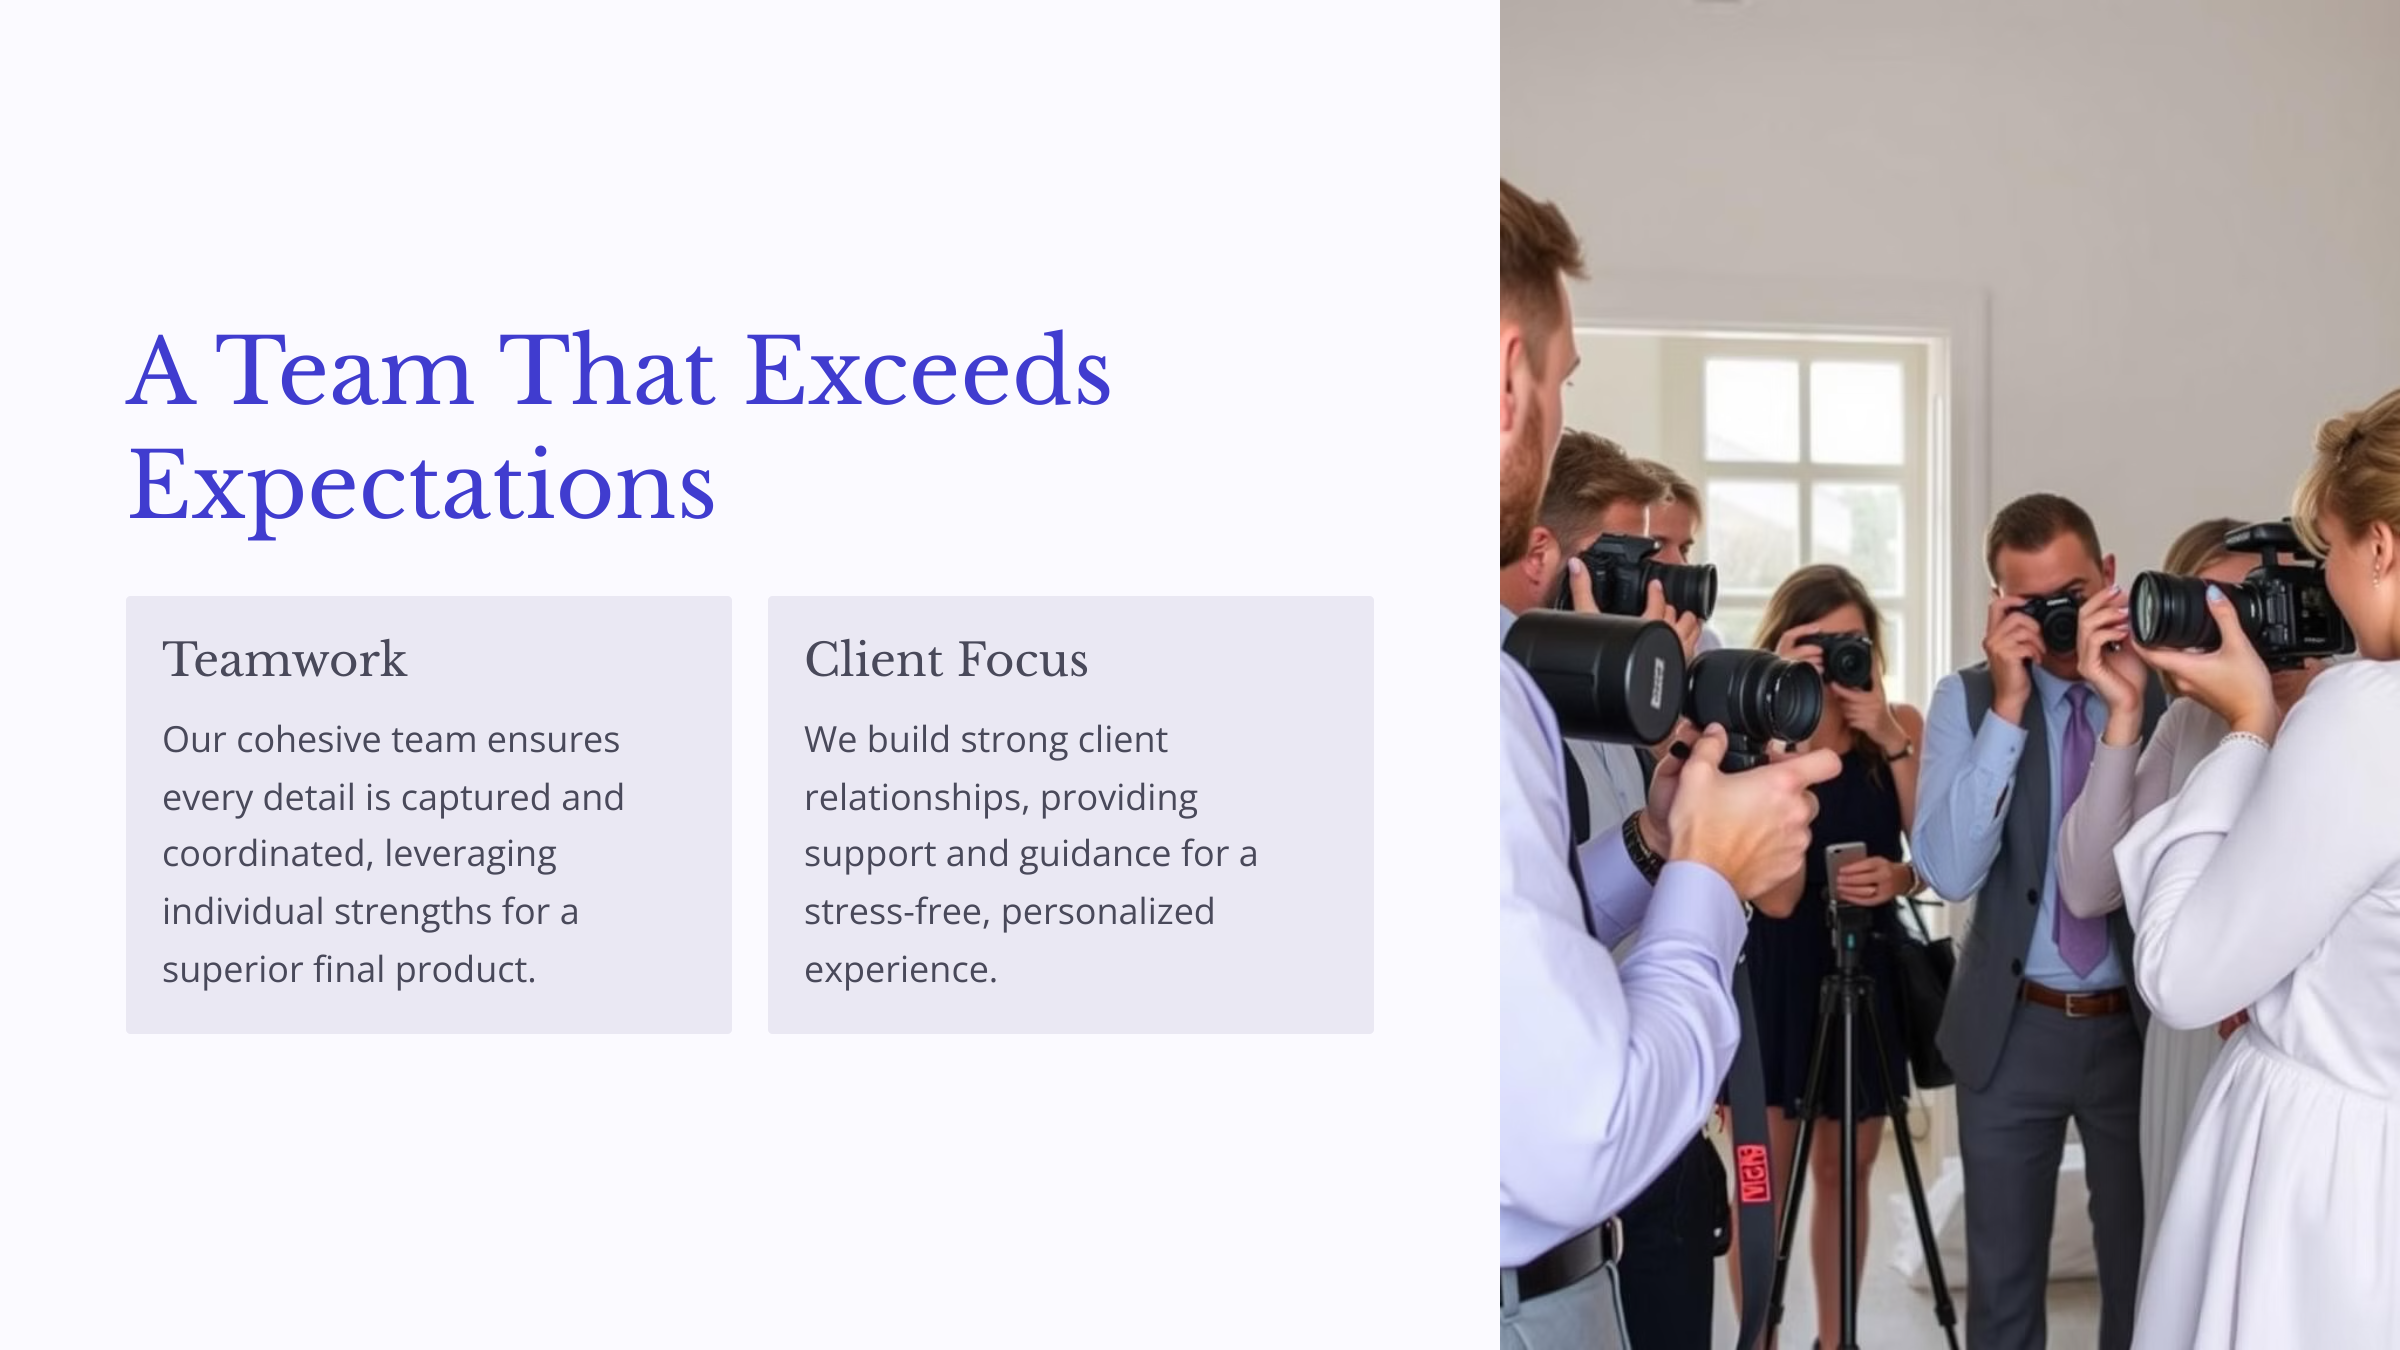 A Team That Exceeds
Expectations
Teamwork
Our cohesive team ensures
every detail is captured and
coordinated, leveraging
individual strengths for a
superior final product.
Client Focus
We build strong client
relationships, providing
support and guidance for a
stress-free, personalized
experience.